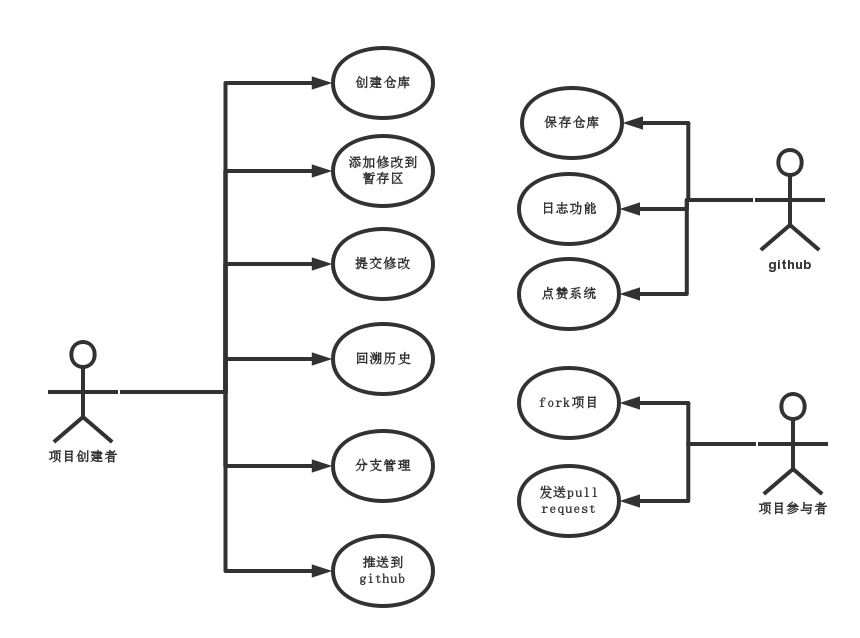 创建仓库
添加修改到
暂存区
提交修改
回溯历史
分支管理
推送到
github
项目创建者
保存仓库
日志功能
点赞系统
github
fork项目
发送pull
request
项目参与者